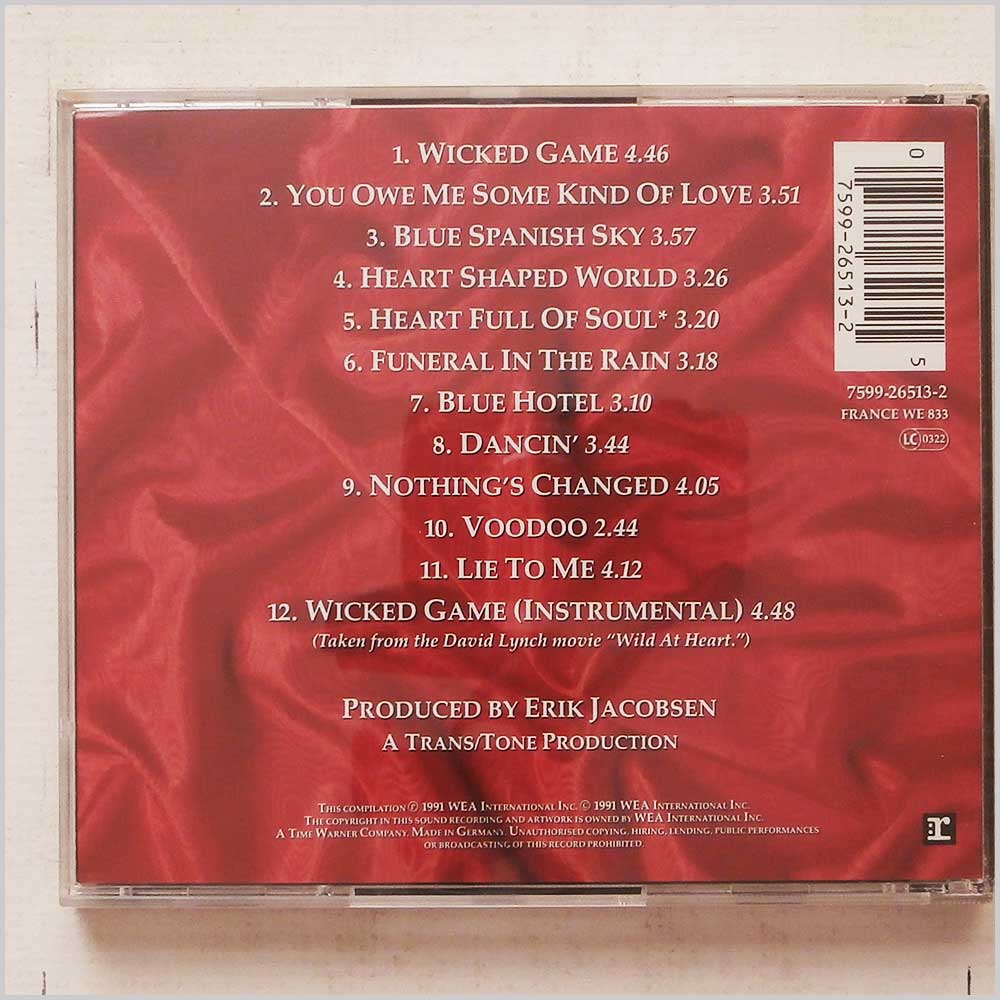 1. WICKED GAME 4.46
2. YOU OWE ME SOME KIND OF LOVE 3.51
3. BLUE SPANISH SKY 3.57
4. HEART SHAPED WORLD 3.26
5. HEART FULL OF SOUL* 3.20
6. FUNERAL IN THE RAIN 3.18
7. BLUE HOTEL 3.10
8. DANCIN' 3.44
9. NOTHING'S CHANGED 4.05
10. VOODOO 2.44
11. LIE TO ME 4.12
12. WICKED GAME (INSTRUMENTAL) 4.48
(Taken from the David Lynch movie "Wild At Heart.")
PRODUCED BY ERIK JACOBSEN
A TRANS/TONE PRODUCTION
THIS COMPILATION ℗ 1991 WEA INTERNATIONAL INC. © 1991 WEA INTERNATIONAL INC.
THE COPYRIGHT IN THIS SOUND RECORDING AND ARTWORK IS OWNED BY WEA INTERNATIONAL INC.
A TIME WARNER COMPANY. MADE IN GERMANY. UNAUTHORISED COPYING, HIRING, LENDING, PUBLIC PERFORMANCES
OR BROADCASTING OF THIS RECORD PROHIBITED.
0 7599-26513-2 5
7599-26513-2
FRANCE WE 833
LC 0322
:r